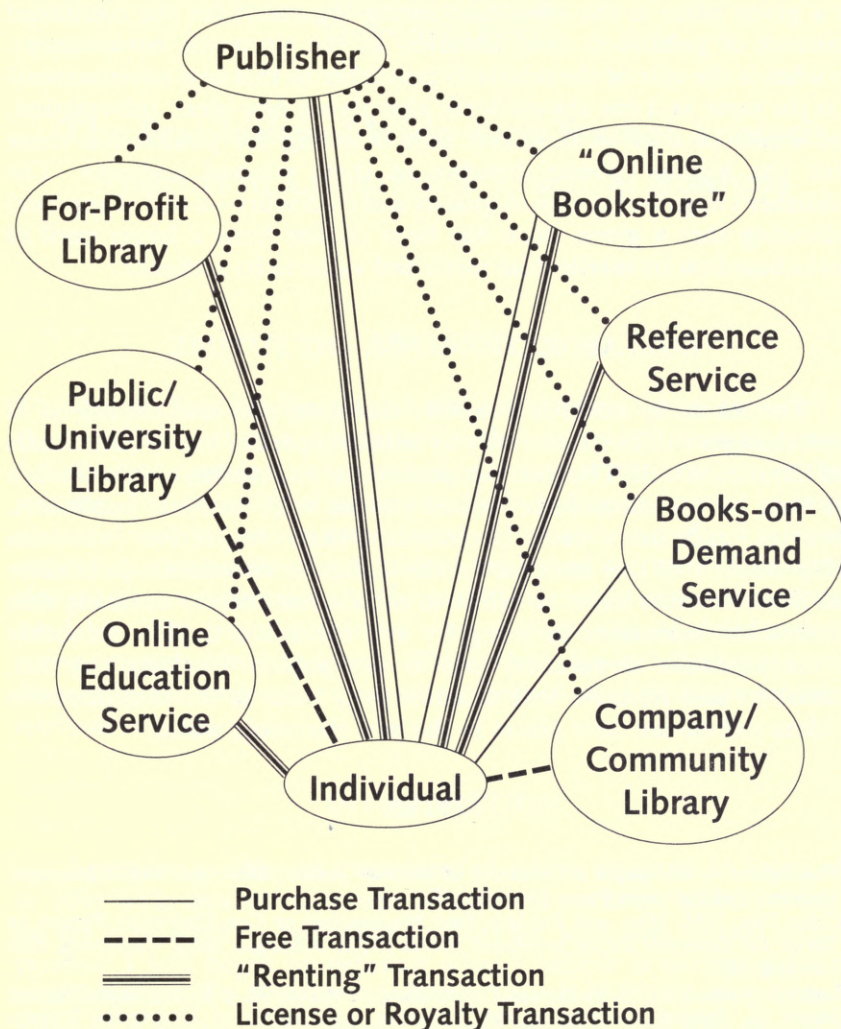 Publisher
"Online
Bookstore"
For-Profit
Library
Reference
Service
Public/
University
Library
Books-on-
Demand
Service
Online
Education
Service
Company/
Community
Library
Individual
Purchase Transaction
Free Transaction
"Renting" Transaction
License or Royalty Transaction